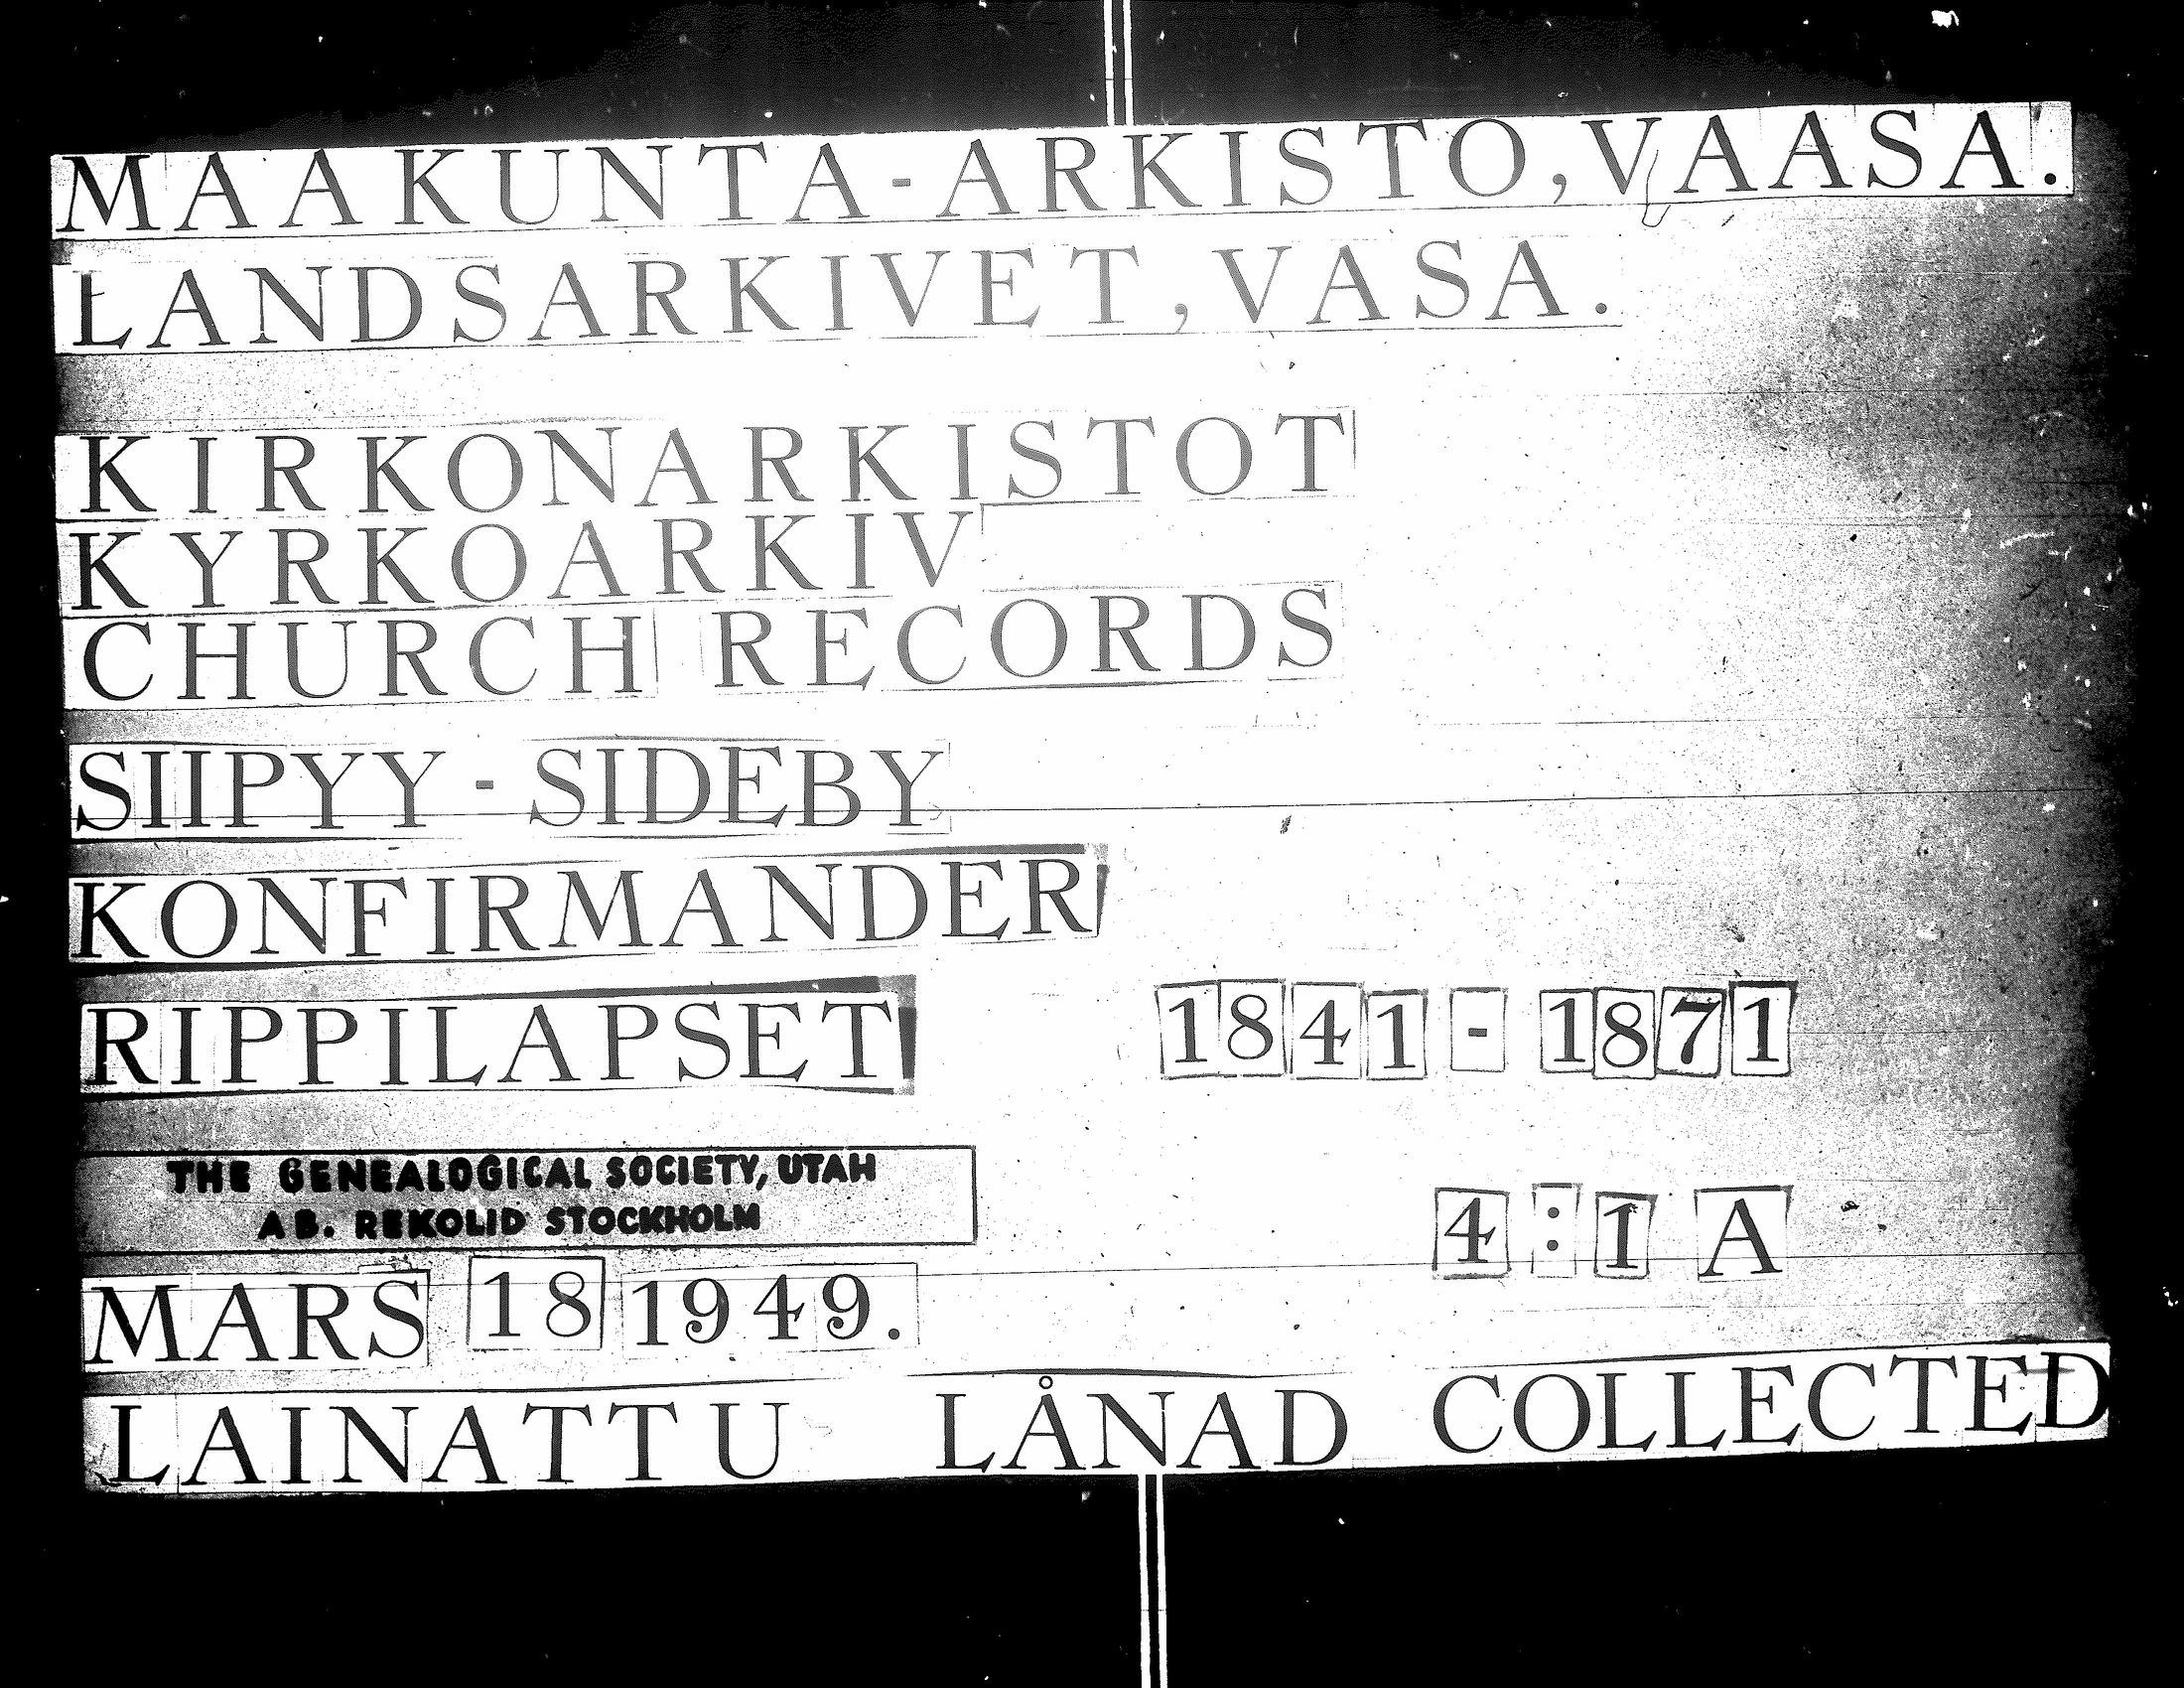 MAAKUNTA-ARKISTO, VAASA.
LANDSARKIVET, VASA.
KIRKONARKISTOT
KYRKOARKIV
CHURCH RECORDS
SIIPYY - SIDEBY
KONFIRMANDER
RIPPILAPSET 1841 - 1871
THE GENEALOGICAL SOCIETY, UTAH
AB. REKOLID STOCKHOLM
4 : 1 A
MARS 18 1949.
LAINATTU LÅNAD COLLECTED